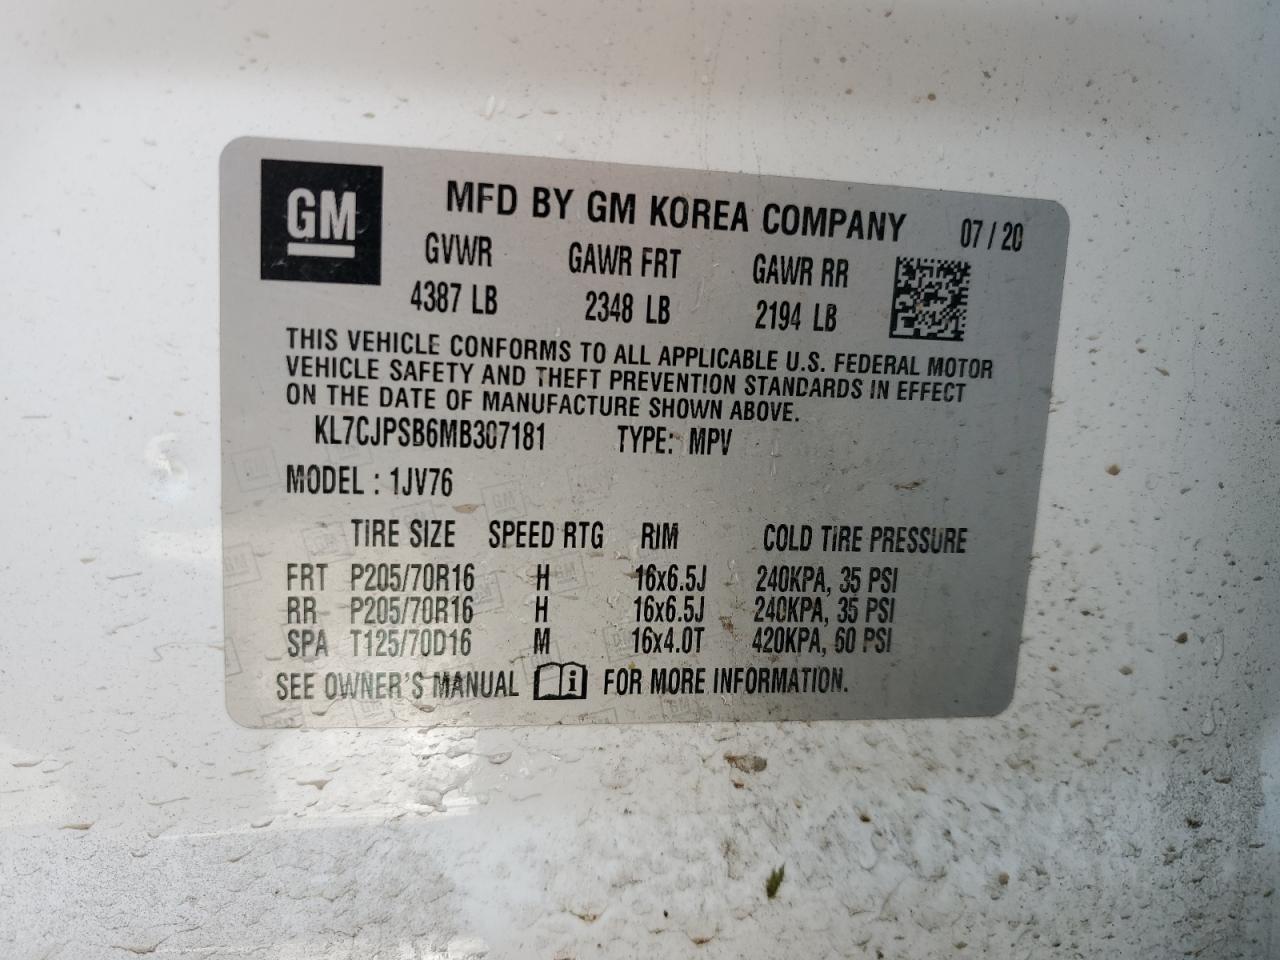 GM
MFD BY GM KOREA COMPANY 07/20
GVWR GAWR FRT GAWR RR
4387 LB 2348 LB 2194 LB
THIS VEHICLE CONFORMS TO ALL APPLICABLE U.S. FEDERAL MOTOR
VEHICLE SAFETY AND THEFT PREVENTION STANDARDS IN EFFECT
ON THE DATE OF MANUFACTURE SHOWN ABOVE.
KL7CJPSB6MB307181 TYPE: MPV
MODEL : 1JV76
TIRE SIZE SPEED RTG RIM COLD TIRE PRESSURE
FRT P205/70R16 H 16x6.5J 240KPA, 35 PSI
RR P205/70R16 H 16x6.5J 240KPA, 35 PSI
SPA T125/70D16 M 16x4.0T 420KPA, 60 PSI
SEE OWNER'S MANUAL i FOR MORE INFORMATION.